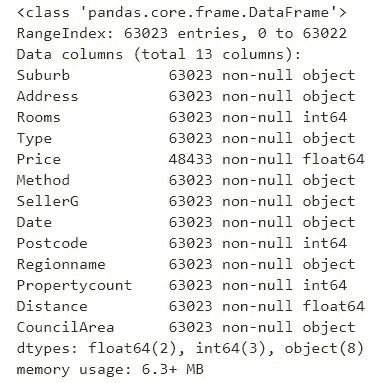 <class 'pandas.core.frame.DataFrame'>
RangeIndex: 63023 entries, 0 to 63022
Data columns (total 13 columns):
Suburb           63023 non-null object
Address          63023 non-null object
Rooms            63023 non-null int64
Type             63023 non-null object
Price            48433 non-null float64
Method           63023 non-null object
SellerG          63023 non-null object
Date             63023 non-null object
Postcode         63023 non-null int64
Regionname       63023 non-null object
Propertycount    63023 non-null int64
Distance         63023 non-null float64
CouncilArea      63023 non-null object
dtypes: float64(2), int64(3), object(8)
memory usage: 6.3+ MB